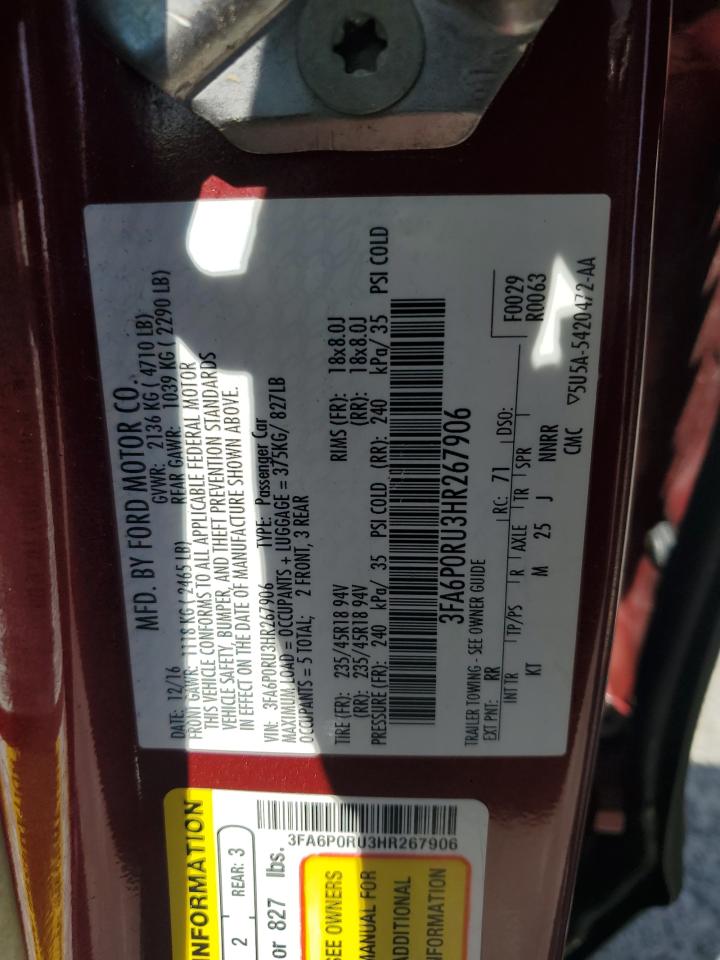 MFD. BY FORD MOTOR CO.
DATE: 12/16 GVWR: 2136 KG ( 4710 LB)
FRONT GAWR: 1118 KG ( 2465 LB) REAR GAWR: 1039 KG ( 2290 LB)
THIS VEHICLE CONFORMS TO ALL APPLICABLE FEDERAL MOTOR
VEHICLE SAFETY, BUMPER, AND THEFT PREVENTION STANDARDS
IN EFFECT ON THE DATE OF MANUFACTURE SHOWN ABOVE.
VIN: 3FA6P0RU3HR267906 TYPE: Passenger Car
MAXIMUM LOAD = OCCUPANTS + LUGGAGE = 375KG/ 827LB
OCCUPANTS = 5 TOTAL; 2 FRONT, 3 REAR
TIRE (FR): 235/45R18 94V RIMS (FR): 18x8.0J
(RR): 235/45R18 94V (RR): 18x8.0J
PRESSURE (FR): 240 kPa/ 35 PSI COLD (RR): 240 kPa/ 35 PSI COLD
3FA6P0RU3HR267906
TRAILER TOWING - SEE OWNER GUIDE
EXT PNT: RR RC: 71 DSO: F0029
R0063
INT TR TP/PS R AXLE TR SPR
KT M 25 J NNRR
CMC ▽5U5A-5420472-AA
INFORMATION
2 REAR: 3
or 827 lbs.
3FA6P0RU3HR267906
SEE OWNERS
MANUAL FOR
ADDITIONAL
INFORMATION